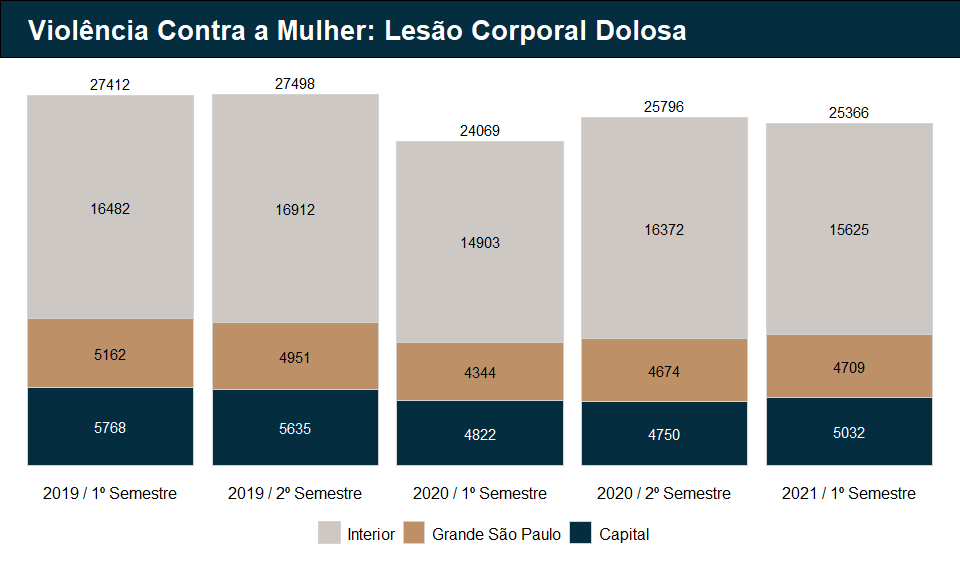 Violência Contra a Mulher: Lesão Corporal Dolosa
27412 27498 24069 25796 25366
16482 16912 14903 16372 15625
5162 4951 4344 4674 4709
5768 5635 4822 4750 5032
2019 / 1º Semestre 2019 / 2º Semestre 2020 / 1º Semestre 2020 / 2º Semestre 2021 / 1º Semestre
Interior Grande São Paulo Capital